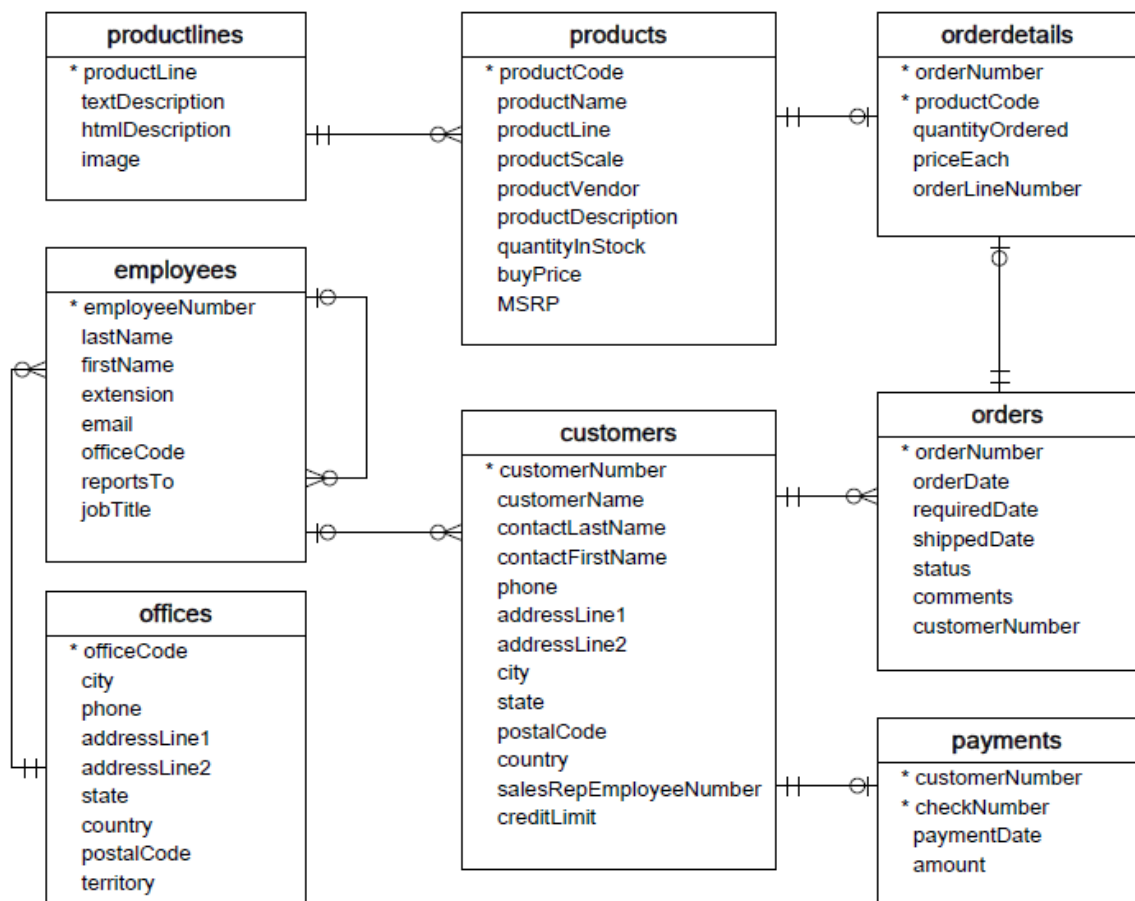 productlines
* productLine
textDescription
htmlDescription
image
products
* productCode
productName
productLine
productScale
productVendor
productDescription
quantityInStock
buyPrice
MSRP
orderdetails
* orderNumber
* productCode
quantityOrdered
priceEach
orderLineNumber
employees
* employeeNumber
lastName
firstName
extension
email
officeCode
reportsTo
jobTitle
customers
* customerNumber
customerName
contactLastName
contactFirstName
phone
addressLine1
addressLine2
city
state
postalCode
country
salesRepEmployeeNumber
creditLimit
orders
* orderNumber
orderDate
requiredDate
shippedDate
status
comments
customerNumber
offices
* officeCode
city
phone
addressLine1
addressLine2
state
country
postalCode
territory
payments
* customerNumber
* checkNumber
paymentDate
amount